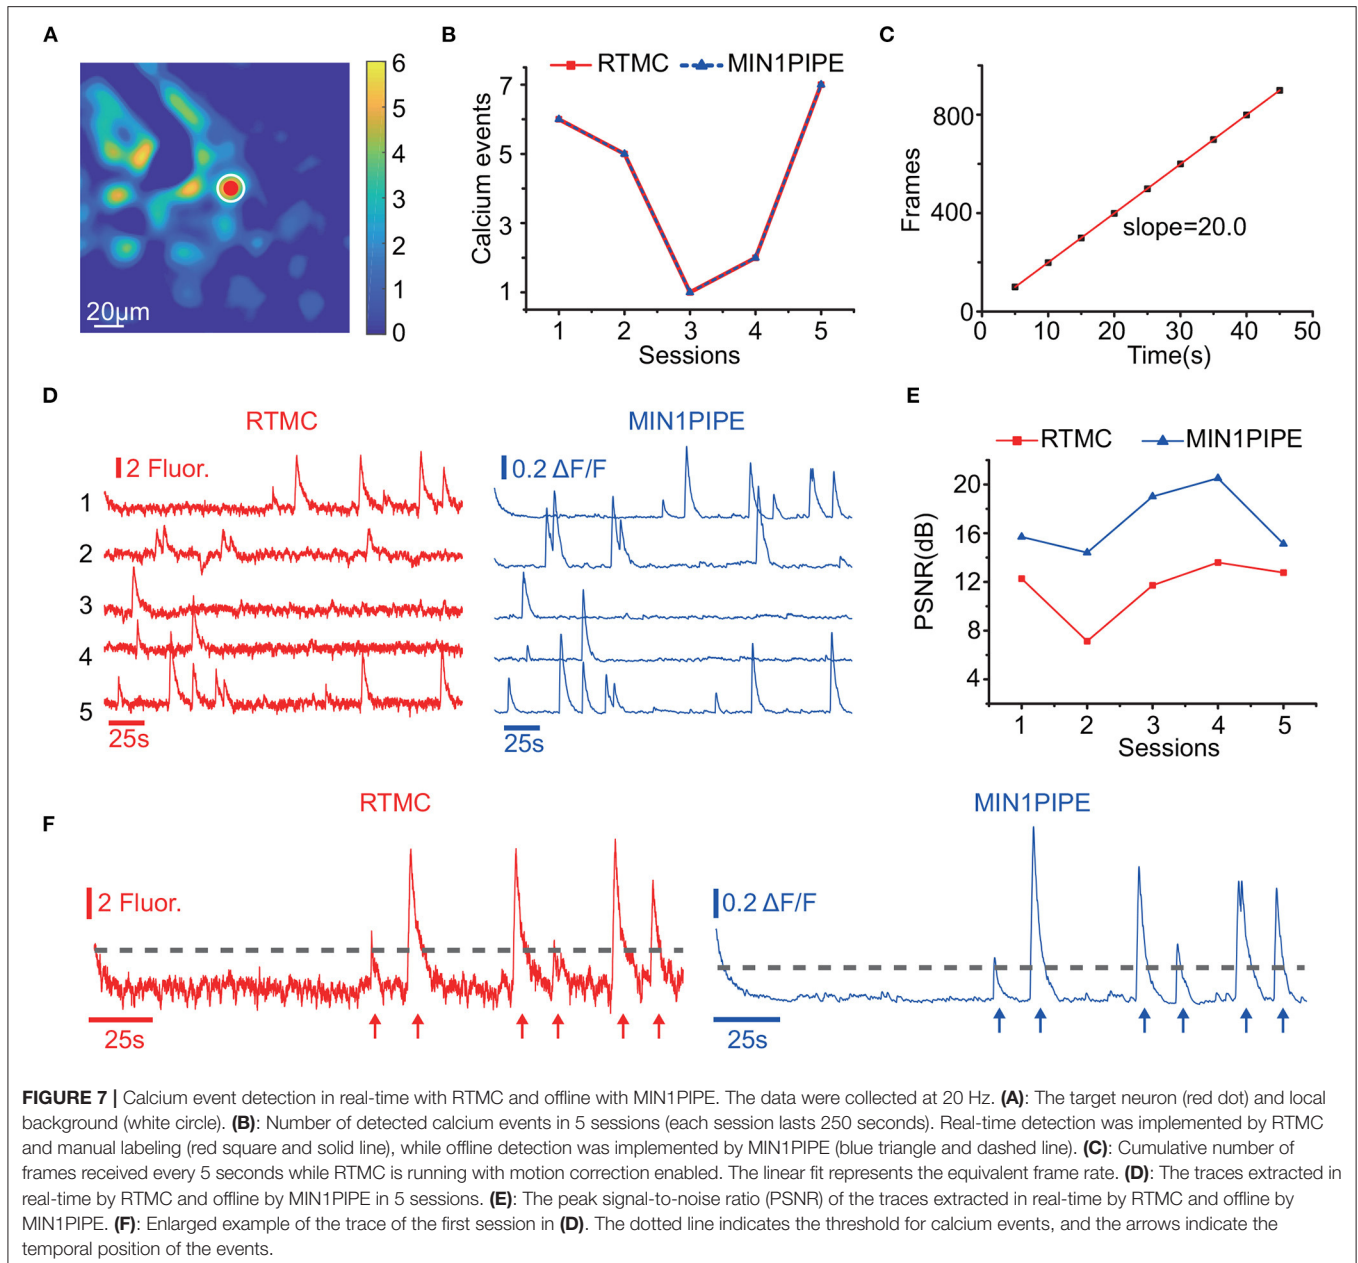 A
6
5
4
3
2
1
0
20µm
B
RTMC MIN1PIPE
Calcium events
7
5
3
1
1 2 3 4 5
Sessions
C
Frames
800
400
0
slope=20.0
0 10 20 30 40 50
Time(s)
D
RTMC
MIN1PIPE
2 Fluor.
0.2 ΔF/F
1
2
3
4
5
25s
25s
E
RTMC MIN1PIPE
PSNR(dB)
20
16
12
8
4
1 2 3 4 5
Sessions
F
RTMC
MIN1PIPE
2 Fluor.
0.2 ΔF/F
25s
25s
FIGURE 7 | Calcium event detection in real-time with RTMC and offline with MIN1PIPE. The data were collected at 20 Hz. (A): The target neuron (red dot) and local
background (white circle). (B): Number of detected calcium events in 5 sessions (each session lasts 250 seconds). Real-time detection was implemented by RTMC
and manual labeling (red square and solid line), while offline detection was implemented by MIN1PIPE (blue triangle and dashed line). (C): Cumulative number of
frames received every 5 seconds while RTMC is running with motion correction enabled. The linear fit represents the equivalent frame rate. (D): The traces extracted in
real-time by RTMC and offline by MIN1PIPE in 5 sessions. (E): The peak signal-to-noise ratio (PSNR) of the traces extracted in real-time by RTMC and offline by
MIN1PIPE. (F): Enlarged example of the trace of the first session in (D). The dotted line indicates the threshold for calcium events, and the arrows indicate the
temporal position of the events.